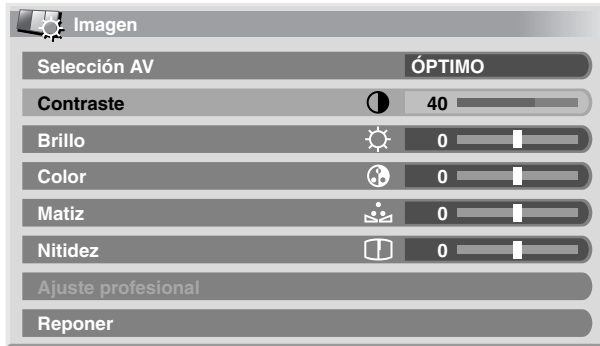 Imagen
Selección AV ÓPTIMO
Contraste 40
Brillo 0
Color 0
Matiz 0
Nitidez 0
Ajuste profesional
Reponer